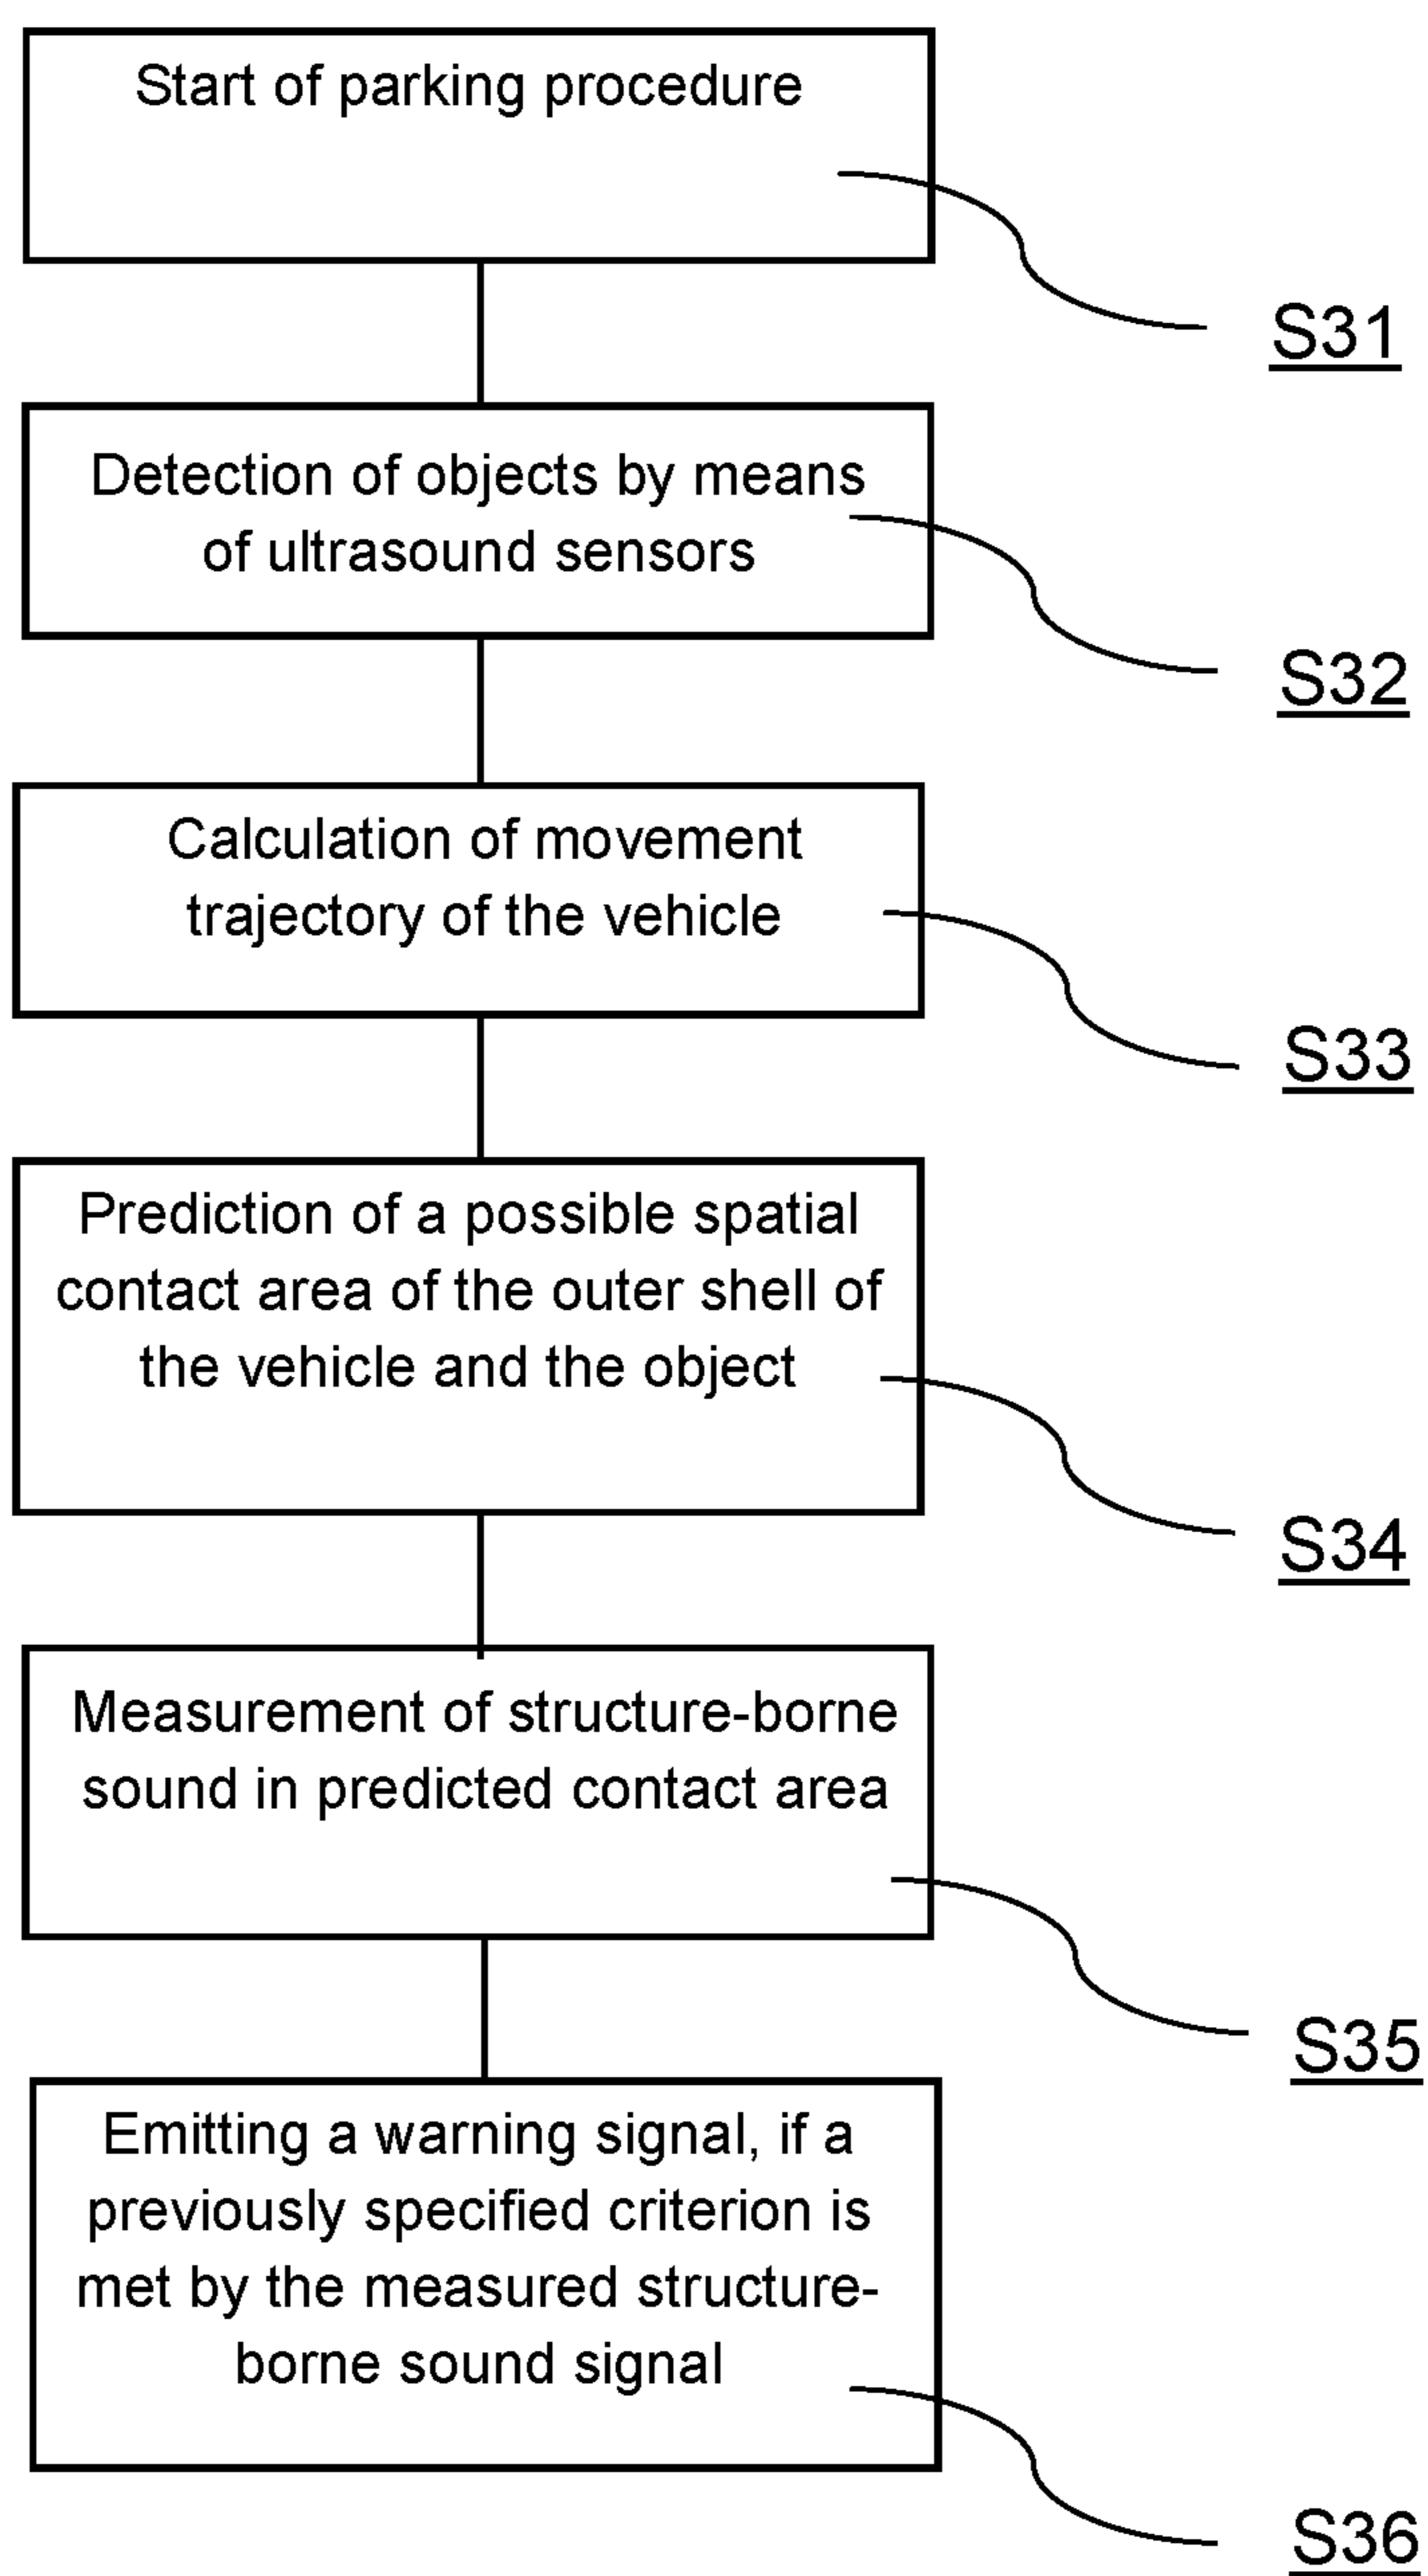 Start of parking procedure
S31
Detection of objects by means
of ultrasound sensors
S32
Calculation of movement
trajectory of the vehicle
S33
Prediction of a possible spatial
contact area of the outer shell of
the vehicle and the object
S34
Measurement of structure-borne
sound in predicted contact area
S35
Emitting a warning signal, if a
previously specified criterion is
met by the measured structure-
borne sound signal
S36